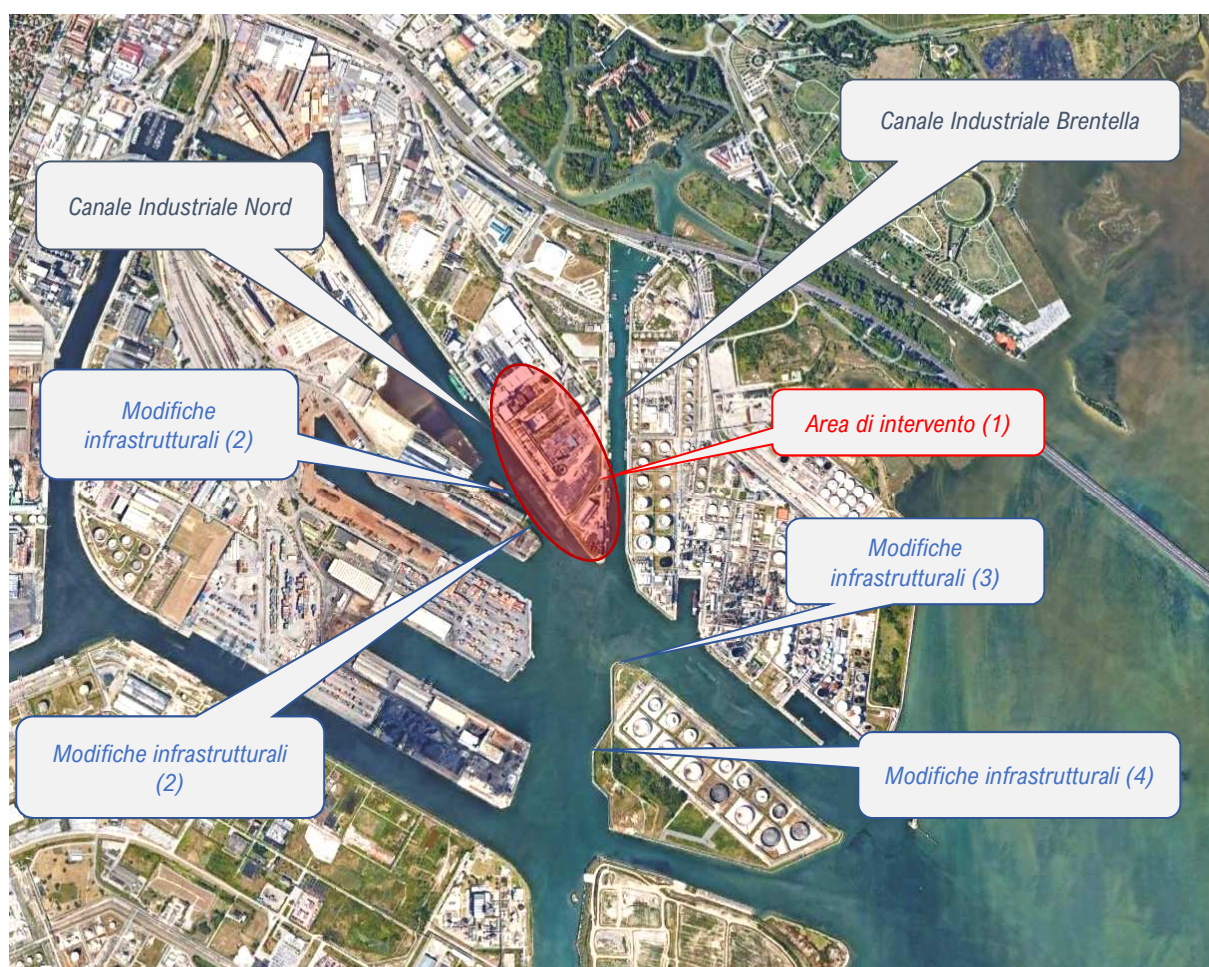 Canale Industriale Brentella
Canale Industriale Nord
Modifiche
infrastrutturali (2)
Area di intervento (1)
Modifiche
infrastrutturali (3)
Modifiche infrastrutturali
(2)
Modifiche infrastrutturali (4)